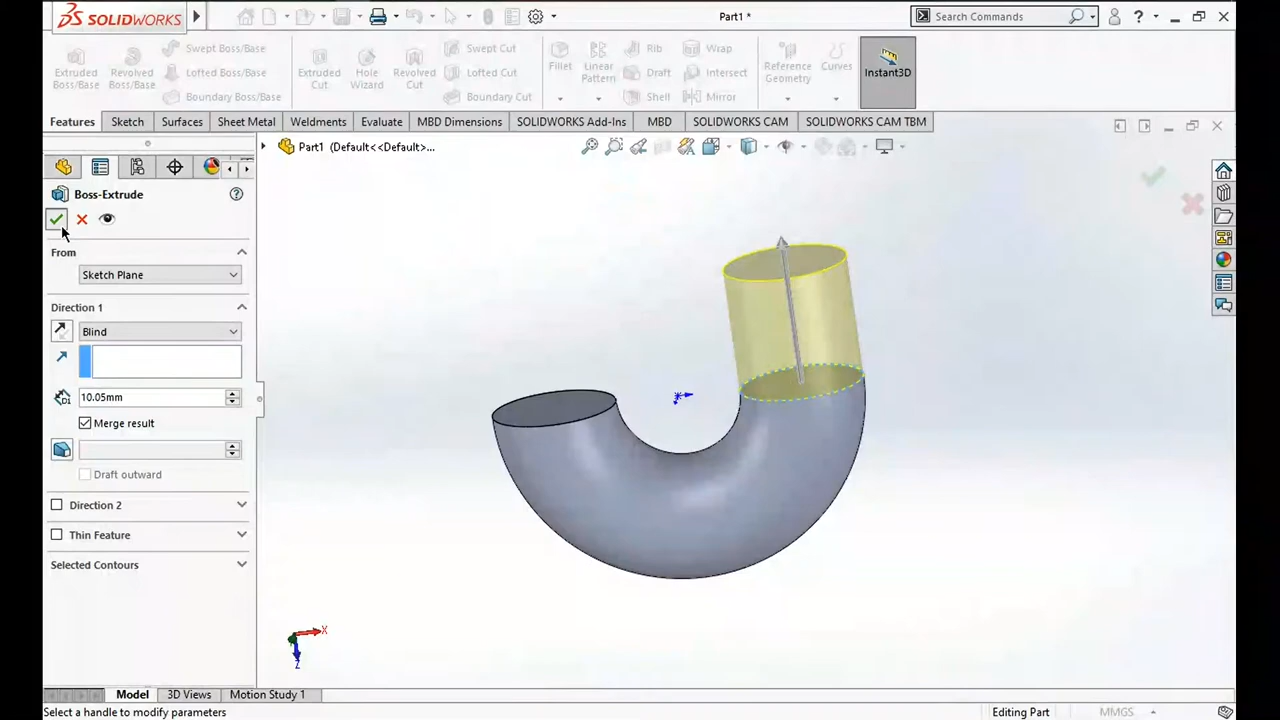 SOLIDWORKS
Part1 *
Search Commands
?
Extruded Boss/Base
Revolved Boss/Base
Swept Boss/Base
Lofted Boss/Base
Boundary Boss/Base
Extruded Cut
Hole Wizard
Revolved Cut
Swept Cut
Lofted Cut
Boundary Cut
Fillet
Linear Pattern
Rib
Draft
Shell
Wrap
Intersect
Mirror
Reference Geometry
Curves
Instant3D
Features
Sketch
Surfaces
Sheet Metal
Weldments
Evaluate
MBD Dimensions
SOLIDWORKS Add-Ins
MBD
SOLIDWORKS CAM
SOLIDWORKS CAM TBM
Part1 (Default<<Default>...
Boss-Extrude
?
From
Sketch Plane
Direction 1
Blind
D1
10.05mm
Merge result
Draft outward
Direction 2
Thin Feature
Selected Contours
X
Z
Model
3D Views
Motion Study 1
Select a handle to modify parameters
Editing Part
MMGS